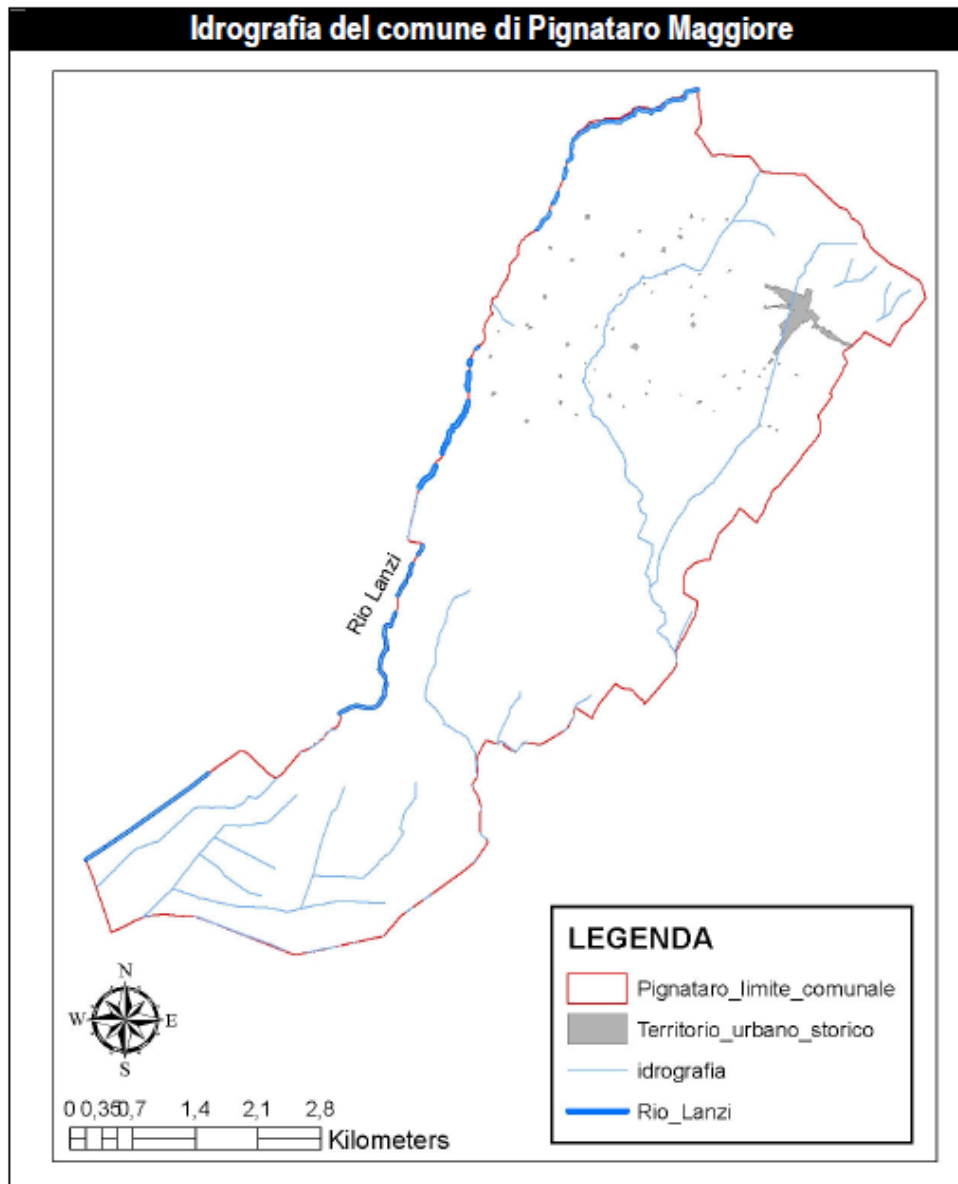 Idrografia del comune di Pignataro Maggiore
Rio Lanzi
LEGENDA
Pignataro_limite_comunale
Territorio_urbano_storico
idrografia
Rio_Lanzi
N
W E
S
0 0,35 0,7 1,4 2,1 2,8
Kilometers